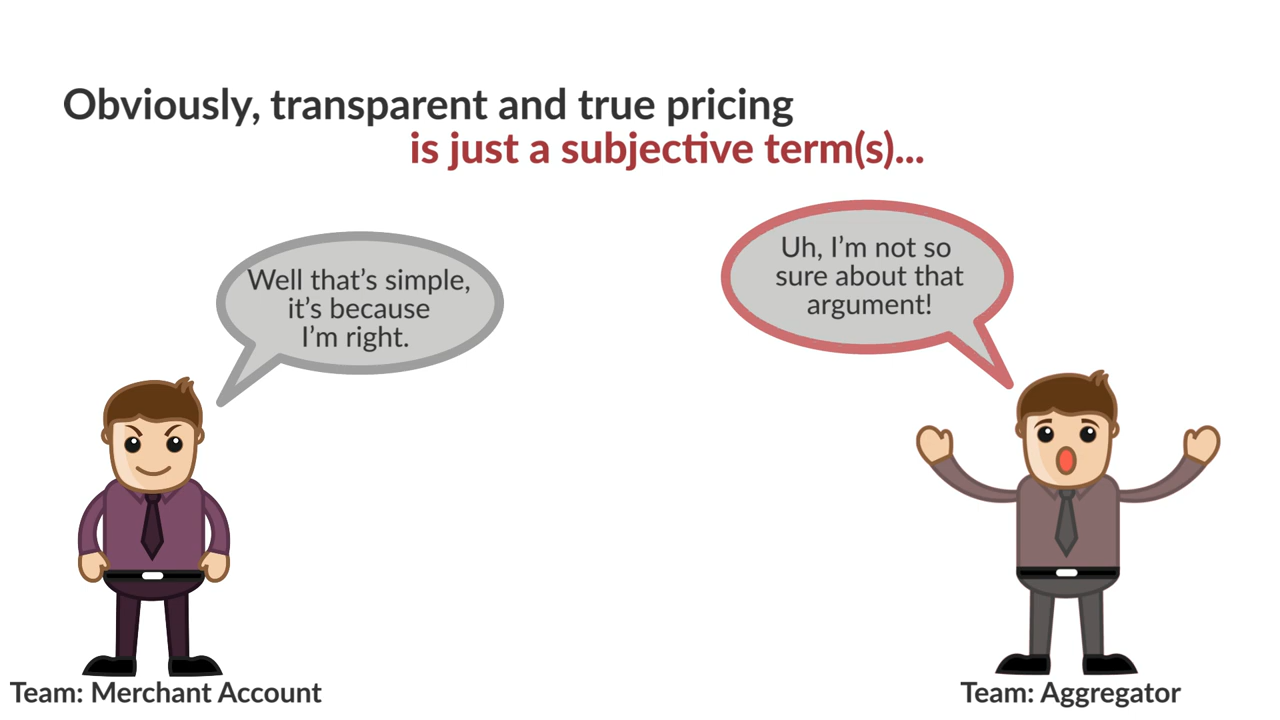 Obviously, transparent and true pricing
is just a subjective term(s)...
Well that’s simple,
it’s because
I’m right.
Uh, I’m not so
sure about that
argument!
Team: Merchant Account
Team: Aggregator